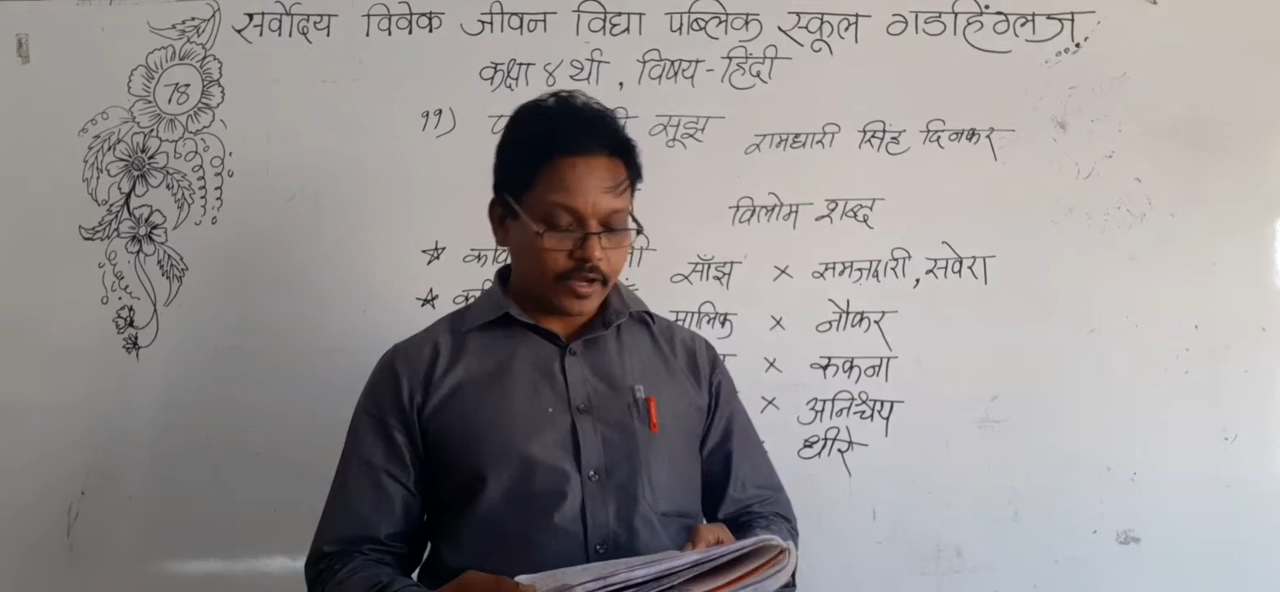 सर्वोदय विवेक जीवन विद्या पब्लिक स्कूल गडहिंग्लज
कक्षा ४ थी, विषय - हिंदी
78
११) सूझ
रामधारी सिंह दिनकर
विलोम शब्द
साँझ × समज़दारी, सवेरा
मालिक × नौकर
× रुकना
× अनिश्चय
धीरे